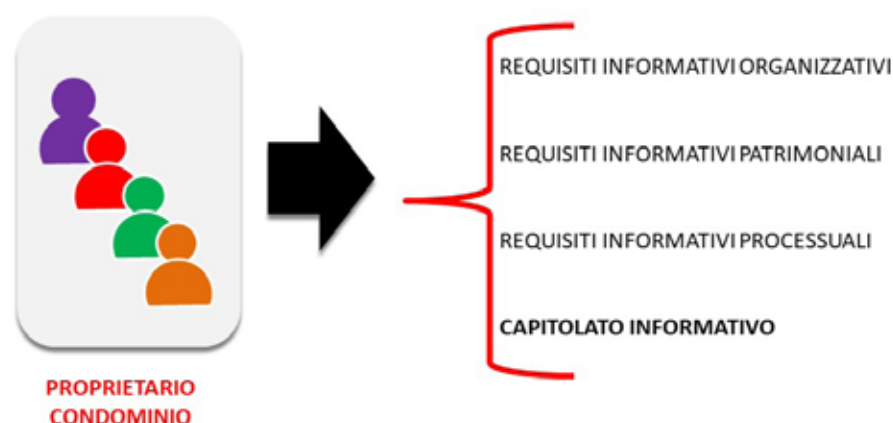 REQUISITI INFORMATIVI ORGANIZZATIVI
REQUISITI INFORMATIVI PATRIMONIALI
REQUISITI INFORMATIVI PROCESSUALI
CAPITOLATO INFORMATIVO
PROPRIETARIO
CONDOMINIO